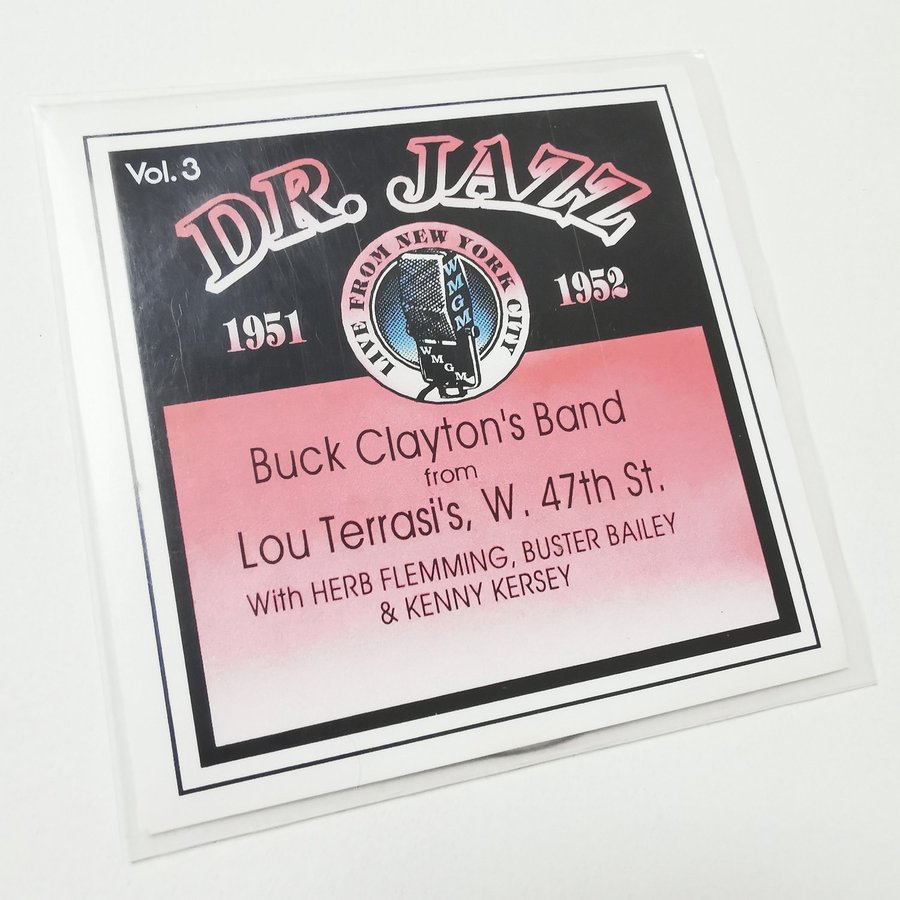 Vol. 3
DR. JAZZ
LIVE FROM NEW YORK CITY
WMGM
WMGM
1951
1952
Buck Clayton's Band
from
Lou Terrasi's, W. 47th St.
With HERB FLEMMING, BUSTER BAILEY
& KENNY KERSEY